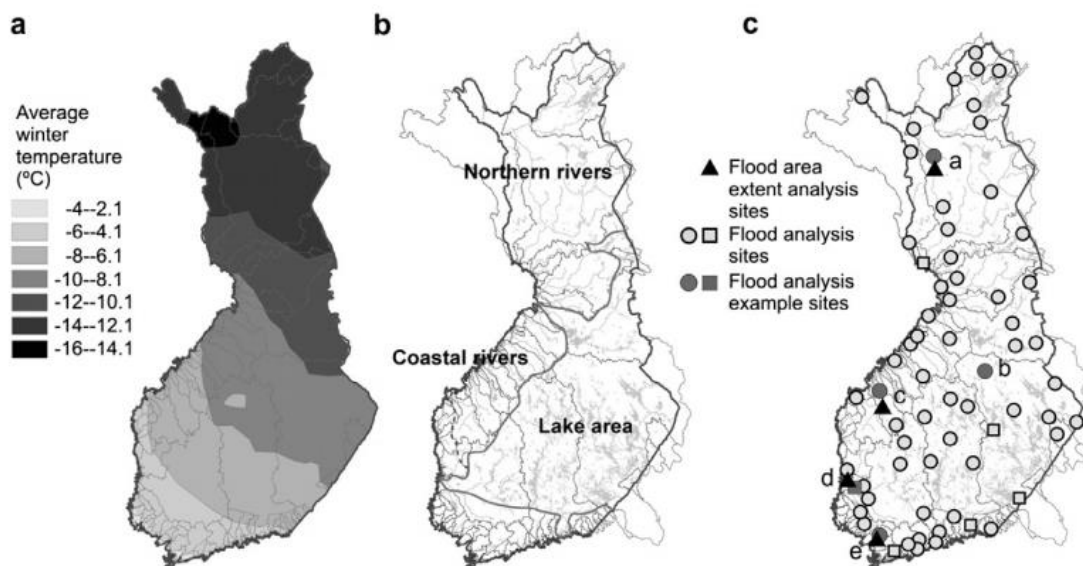 a
Average
winter
temperature
(ºC)
-4--2.1
-6--4.1
-8--6.1
-10--8.1
-12--10.1
-14--12.1
-16--14.1
b
Northern rivers
Coastal rivers
Lake area
c
Flood area
extent analysis
sites
Flood analysis
sites
Flood analysis
example sites
a
b
c
d
e